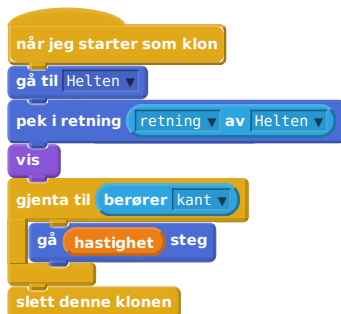 når jeg starter som klon
gå til Helten
pek i retning retning av Helten
vis
gjenta til berører kant
gå hastighet steg
slett denne klonen